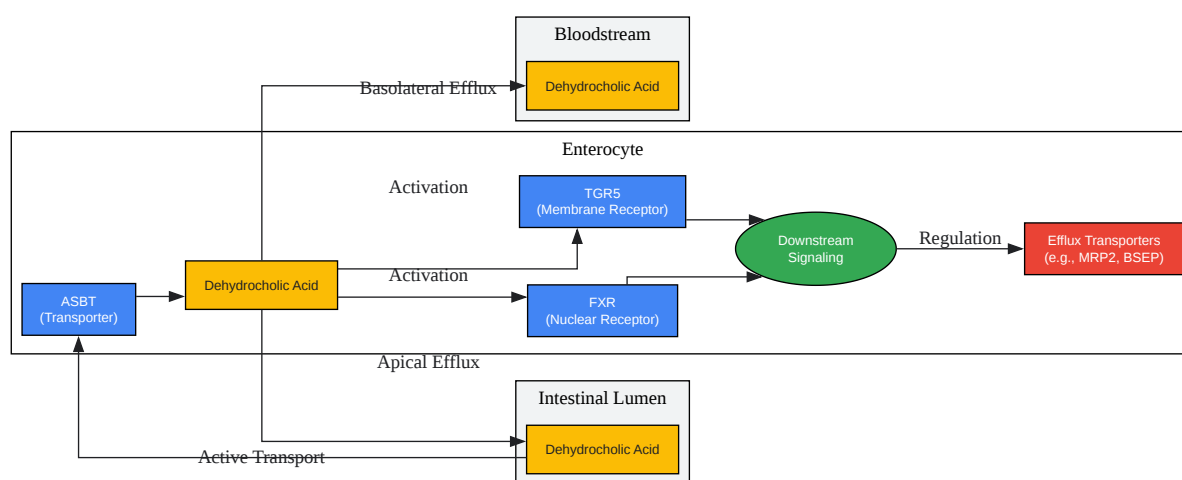 Bloodstream
Dehydrocholic Acid
Basolateral Efflux
Enterocyte
Activation
TGR5
(Membrane Receptor)
Downstream
Signaling
Regulation
Efflux Transporters
(e.g., MRP2, BSEP)
Activation
Dehydrocholic Acid
ASBT
(Transporter)
FXR
(Nuclear Receptor)
Apical Efflux
Intestinal Lumen
Dehydrocholic Acid
Active Transport